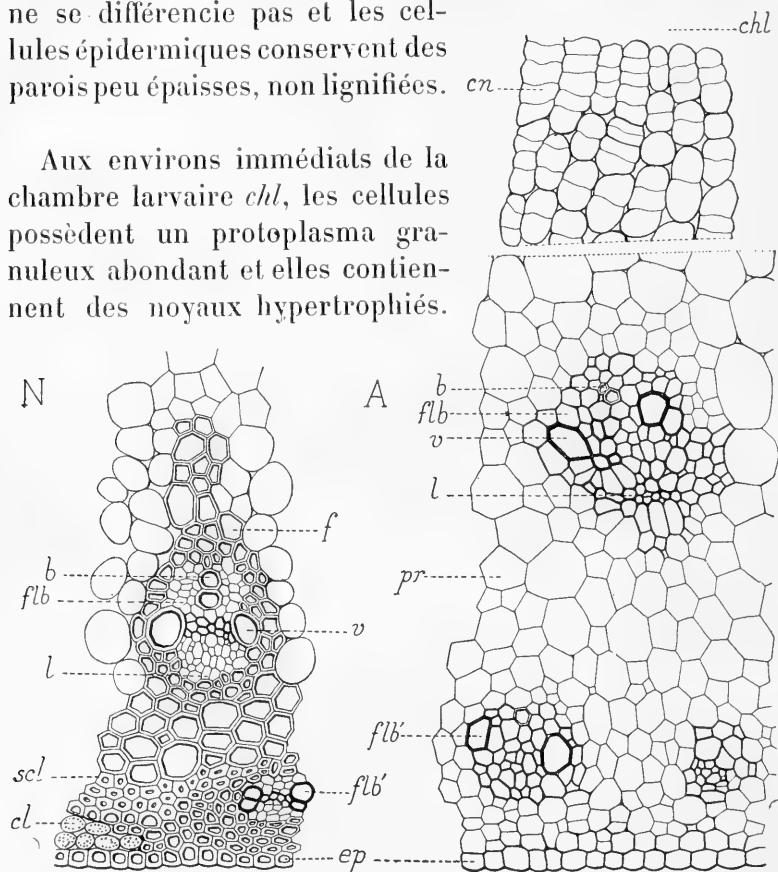 ne se différencie pas et les cel-
lules épidermiques conservent des
parois peu épaisses, non lignifiées.
Aux environs immédiats de la
chambre larvaire chl, les cellules
possèdent un protoplasma gra-
nuleux abondant et elles contien-
nent des noyaux hypertrophiés.
chl
cn
N
f
b
flb
v
l
scl
flb'
cl
ep
A
b
flb
v
l
pr
flb'